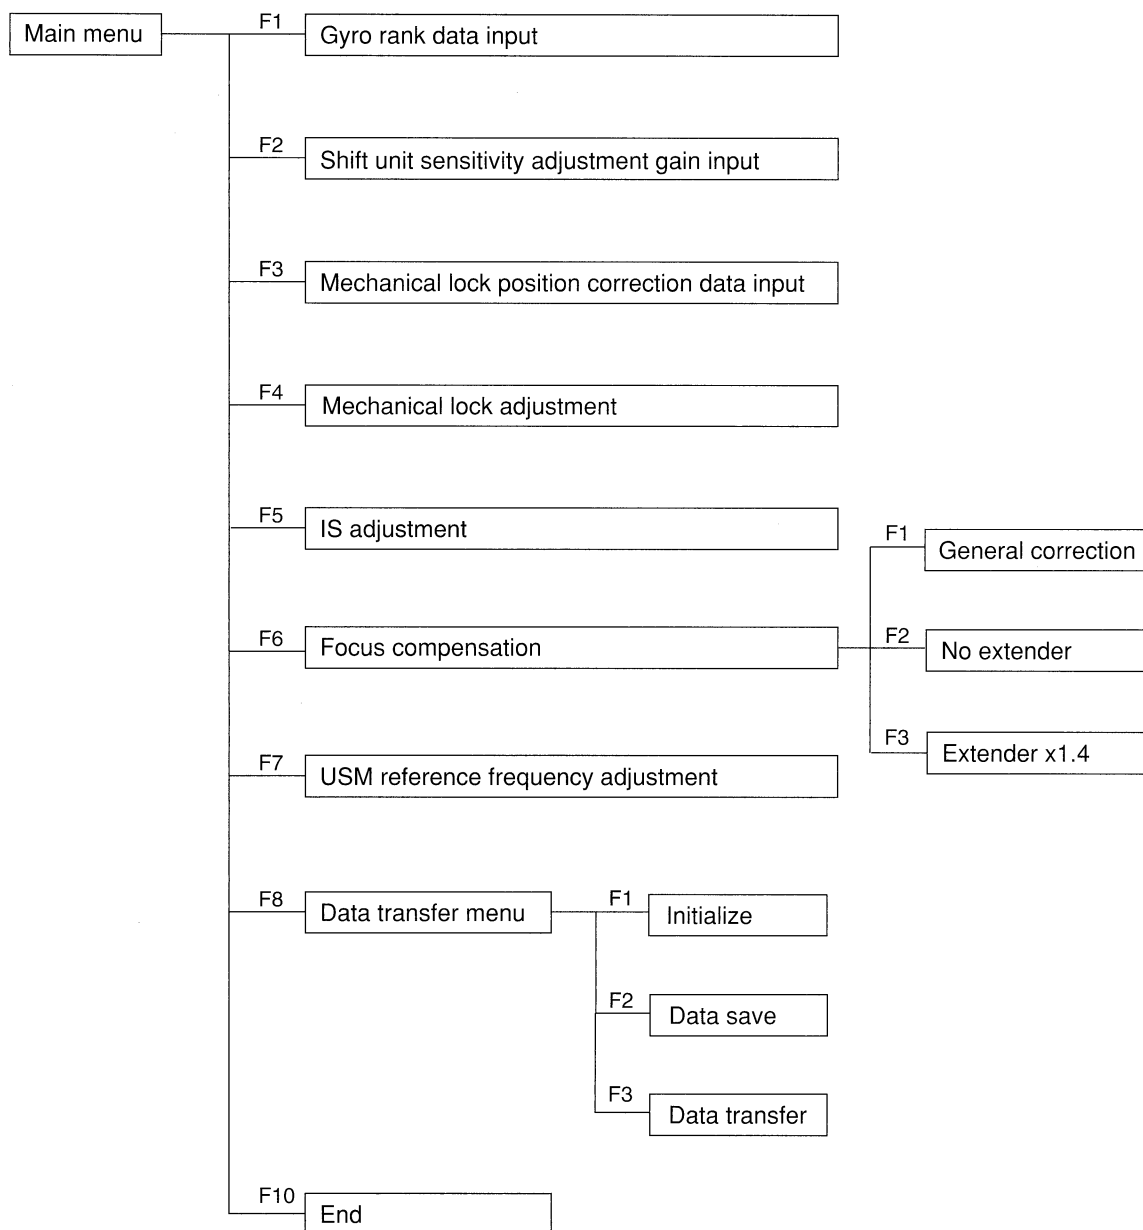 Main menu
F1
Gyro rank data input
F2
Shift unit sensitivity adjustment gain input
F3
Mechanical lock position correction data input
F4
Mechanical lock adjustment
F5
IS adjustment
F6
Focus compensation
F1
General correction
F2
No extender
F3
Extender x1.4
F7
USM reference frequency adjustment
F8
Data transfer menu
F1
Initialize
F2
Data save
F3
Data transfer
F10
End